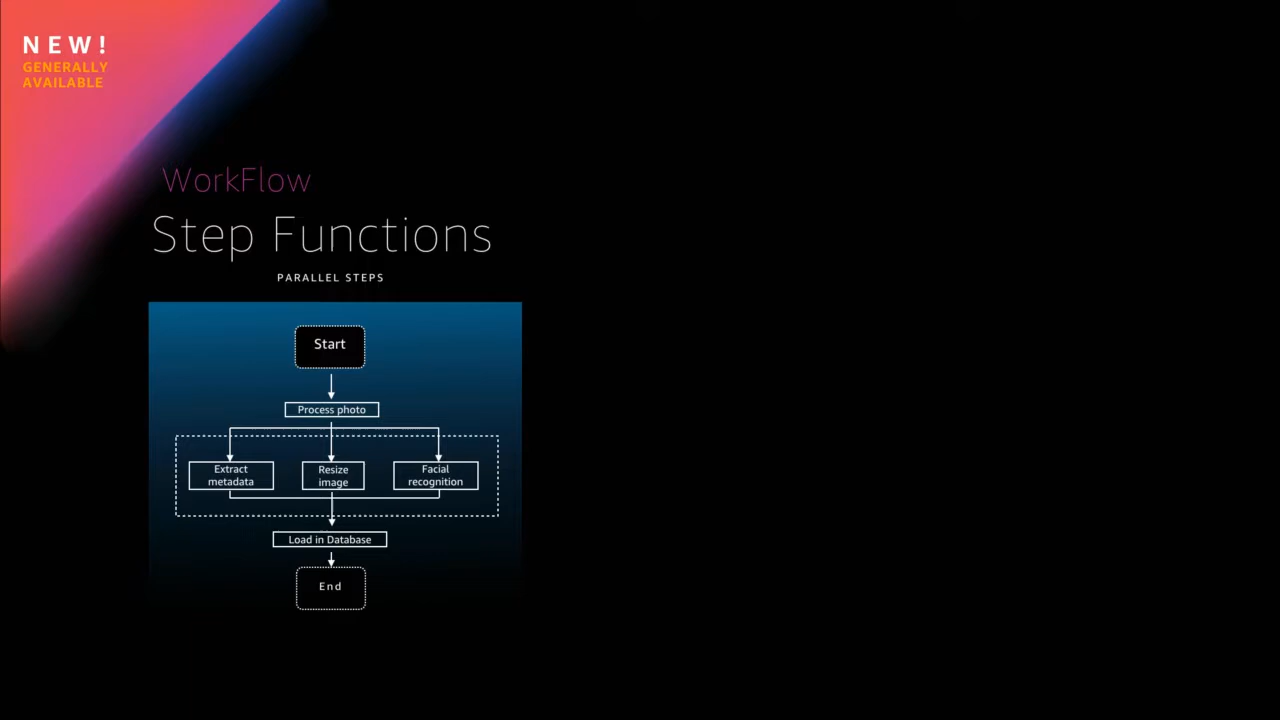 NEW!
GENERALLY
AVAILABLE
WorkFlow
Step Functions
PARALLEL STEPS
Start
Process photo
Extract
metadata
Resize
image
Facial
recognition
Load in Database
End